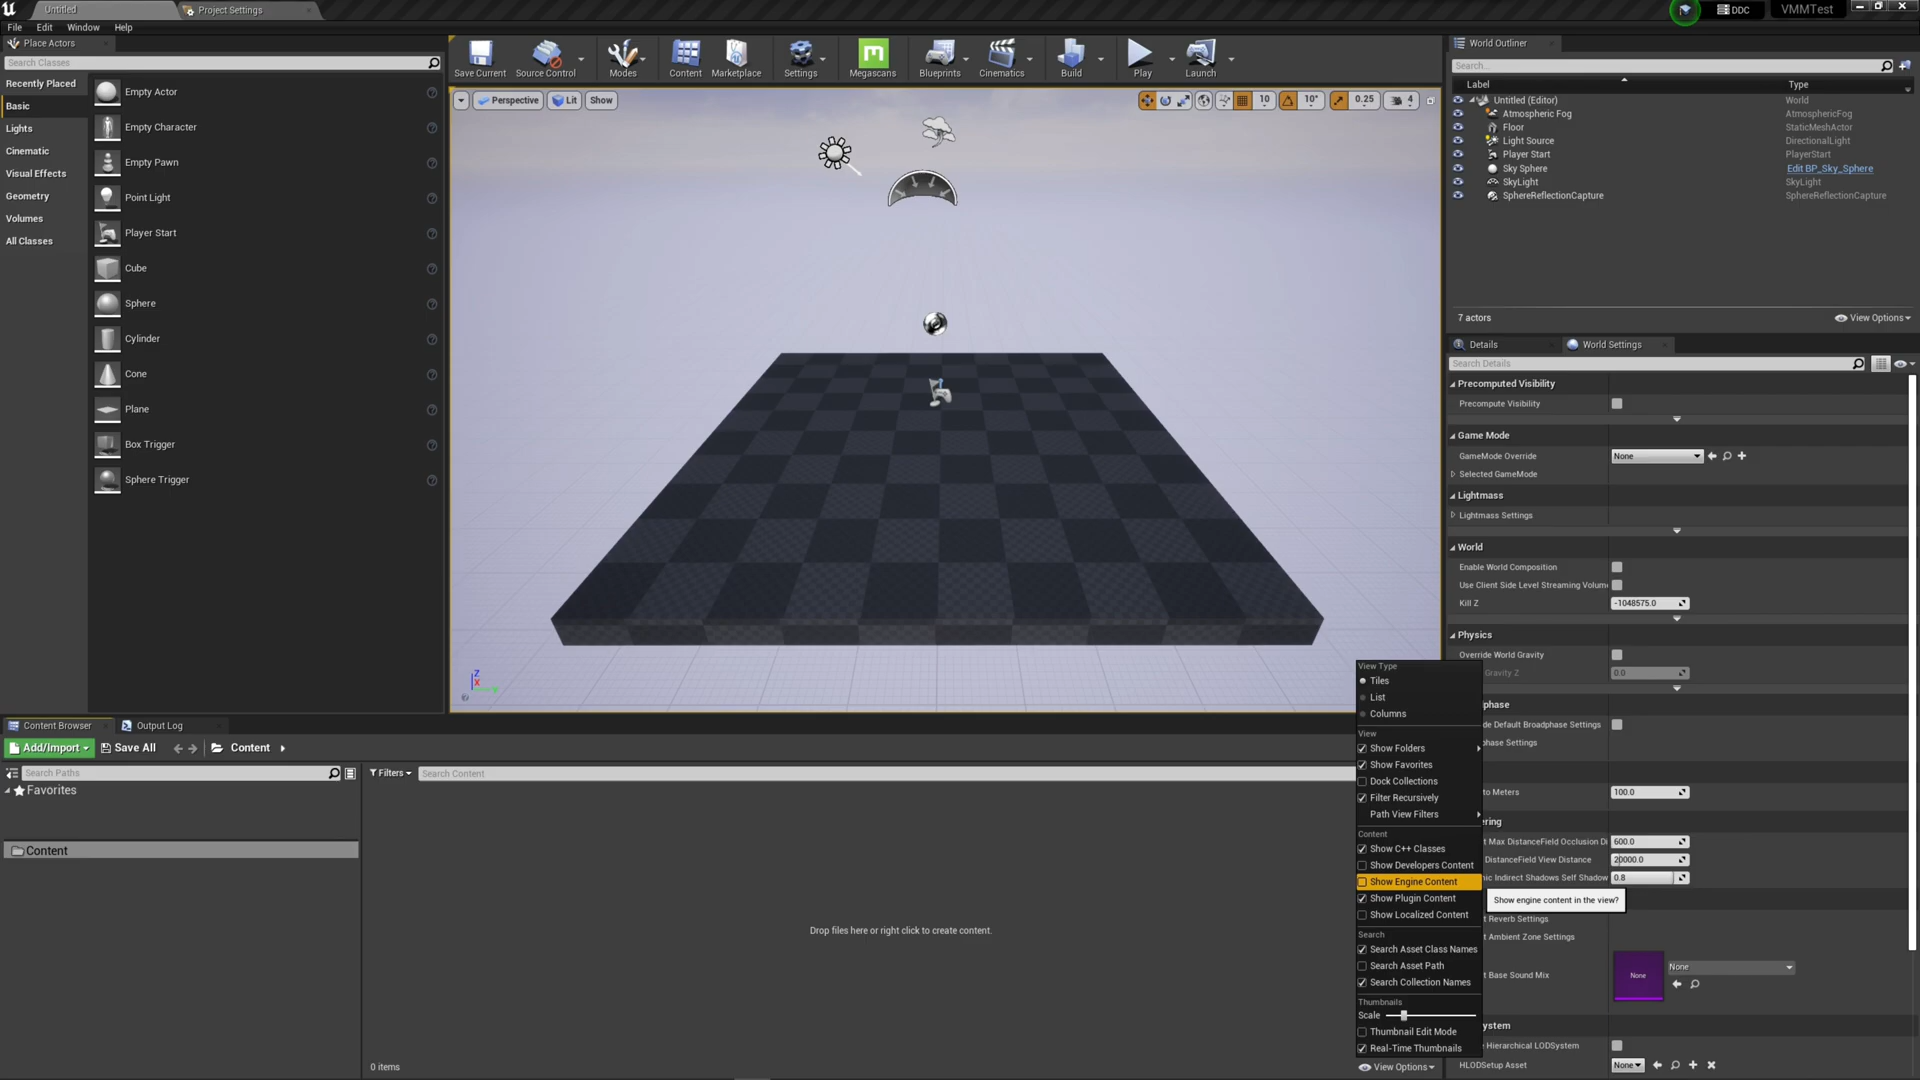 Untitled
Project Settings
DDC
VMMTest
File Edit Window Help
Place Actors
Search Classes
Recently Placed
Basic
Lights
Cinematic
Visual Effects
Geometry
Volumes
All Classes
Empty Actor
Empty Character
Empty Pawn
Point Light
Player Start
Cube
Sphere
Cylinder
Cone
Plane
Box Trigger
Sphere Trigger
Save Current
Source Control
Modes
Content
Marketplace
Settings
Megascans
Blueprints
Cinematics
Build
Play
Launch
Perspective
Lit
Show
10
10°
0.25
4
Z
X
World Outliner
Search...
Label Type
Untitled (Editor) World
Atmospheric Fog AtmosphericFog
Floor StaticMeshActor
Light Source DirectionalLight
Player Start PlayerStart
Sky Sphere Edit BP_Sky_Sphere
SkyLight SkyLight
SphereReflectionCapture SphereReflectionCapture
7 actors
View Options
Details
World Settings
Search Details
Precomputed Visibility
Precompute Visibility
Game Mode
GameMode Override None
Selected GameMode
Lightmass
Lightmass Settings
World
Enable World Composition
Use Client Side Level Streaming Volum
Kill Z -1048575.0
Physics
Override World Gravity
Gravity Z 0.0
phase
de Default Broadphase Settings
phase Settings
to Meters 100.0
ering
t Max DistanceField Occlusion Di 600.0
DistanceField View Distance 20000.0
ic Indirect Shadows Self Shadow 0.8
t Reverb Settings
t Ambient Zone Settings
t Base Sound Mix None None
ystem
Hierarchical LODSystem
HLODSetup Asset None
View Type
Tiles
List
Columns
View
Show Folders
Show Favorites
Dock Collections
Filter Recursively
Path View Filters
Content
Show C++ Classes
Show Developers Content
Show Engine Content
Show Plugin Content
Show Localized Content
Search
Search Asset Class Names
Search Asset Path
Search Collection Names
Thumbnails
Scale
Thumbnail Edit Mode
Real-Time Thumbnails
View Options
Show engine content in the view?
Content Browser
Output Log
Add/Import
Save All
Content
Search Paths
Favorites
Content
Filters
Search Content
Drop files here or right click to create content.
0 items